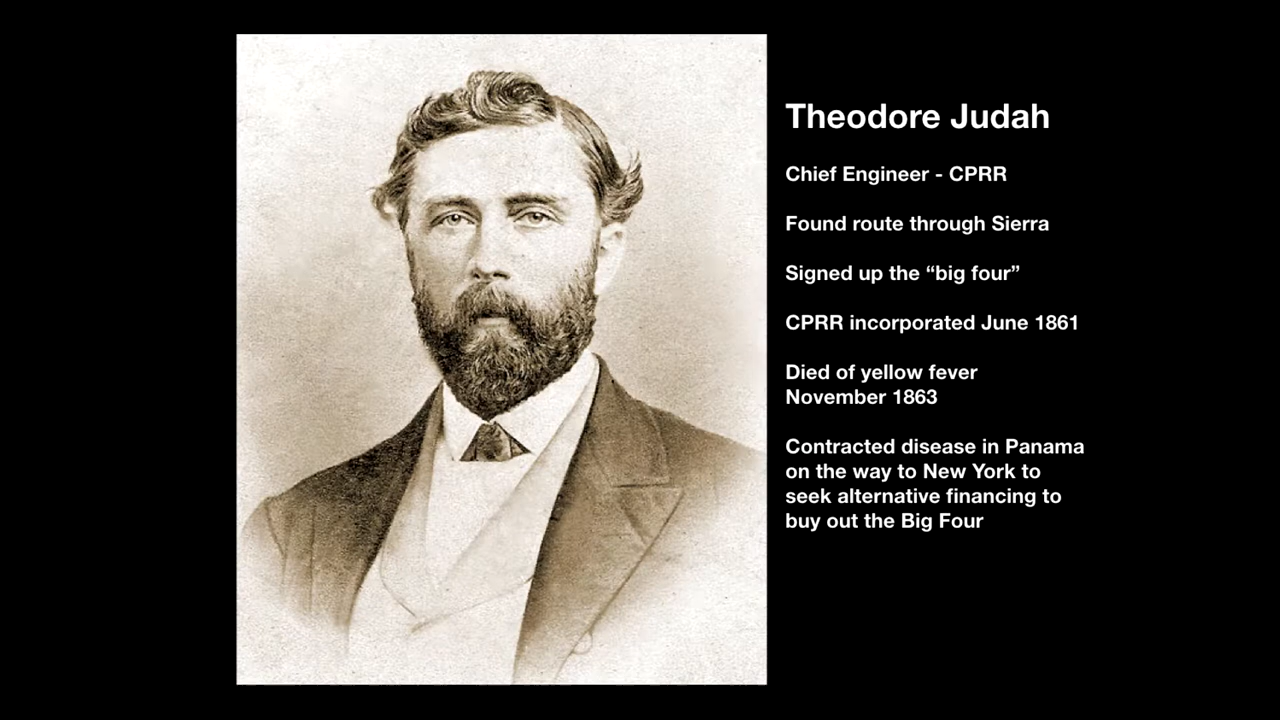 Theodore Judah
Chief Engineer - CPRR
Found route through Sierra
Signed up the “big four”
CPRR incorporated June 1861
Died of yellow fever
November 1863
Contracted disease in Panama
on the way to New York to
seek alternative financing to
buy out the Big Four